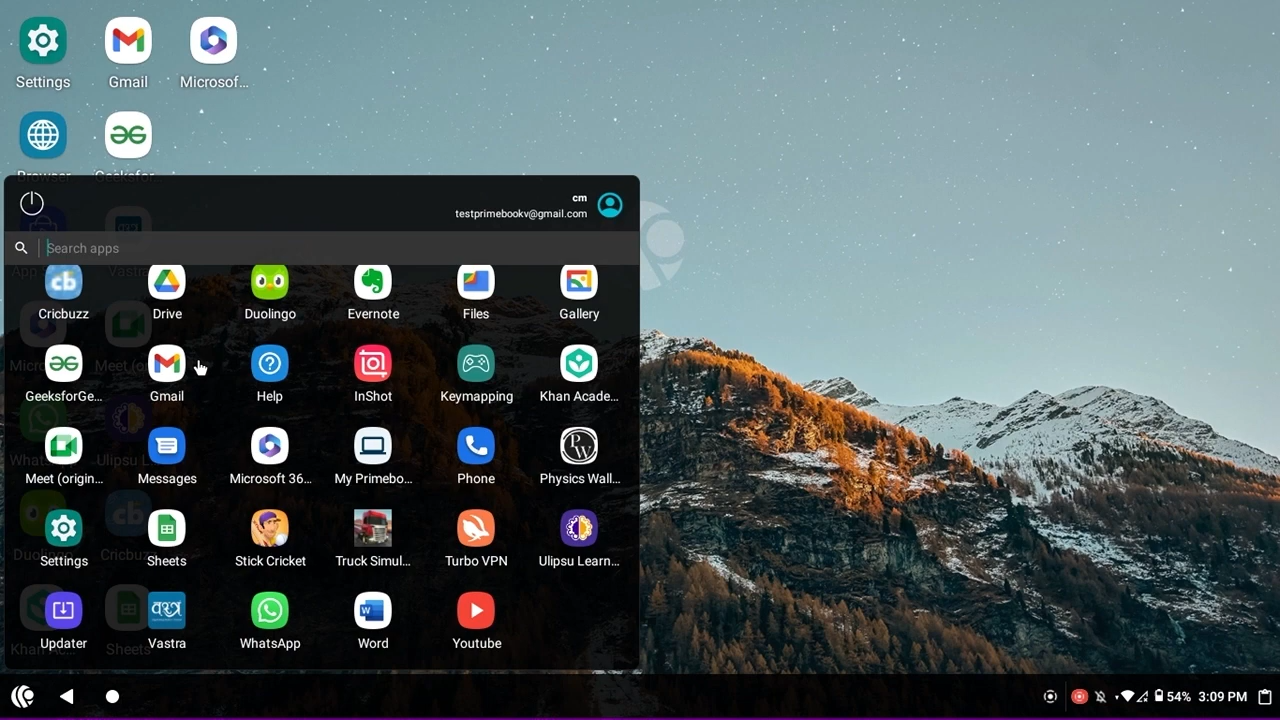 Settings
Gmail
Microsof...
Browser
Geeksfor...
cm
testprimebookv@gmail.com
Search apps
Cricbuzz
Drive
Duolingo
Evernote
Files
Gallery
GeeksforGe...
Gmail
Help
InShot
Keymapping
Khan Acade...
Meet (origin...
Messages
Microsoft 36...
My Primebo...
Phone
Physics Wall...
Settings
Sheets
Stick Cricket
Truck Simul...
Turbo VPN
Ulipsu Learn...
Updater
Vastra
WhatsApp
Word
Youtube
54%
3:09 PM